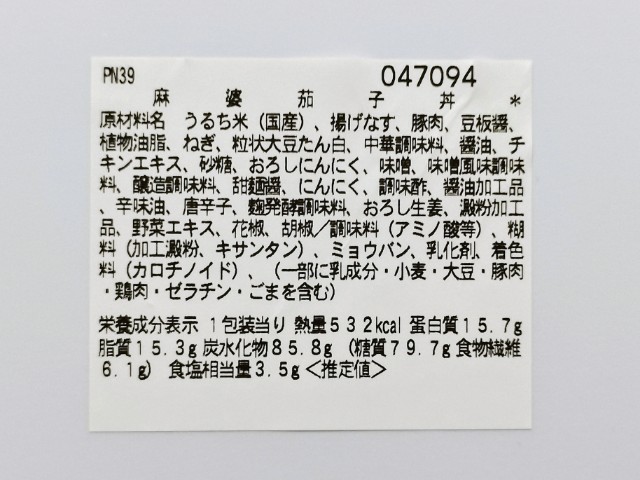 PN39 047094
麻婆茄子丼 *
原材料名 うるち米(国産)、揚げなす、豚肉、豆板醤、
植物油脂、ねぎ、粒状大豆たん白、中華調味料、醤油、チ
キンエキス、砂糖、おろしにんにく、味噌、味噌風味調味
料、醸造調味料、甜麺醤、にんにく、調味酢、醤油加工品
、辛味油、唐辛子、麹発酵調味料、おろし生姜、澱粉加工
品、野菜エキス、花椒、胡椒/調味料(アミノ酸等)、糊
料(加工澱粉、キサンタン)、ミョウバン、乳化剤、着色
料(カロチノイド)、(一部に乳成分・小麦・大豆・豚肉
・鶏肉・ゼラチン・ごまを含む)
栄養成分表示 1包装当り 熱量532kcal 蛋白質15.7g
脂質15.3g 炭水化物85.8g (糖質79.7g 食物繊維
6.1g) 食塩相当量3.5g <推定値>